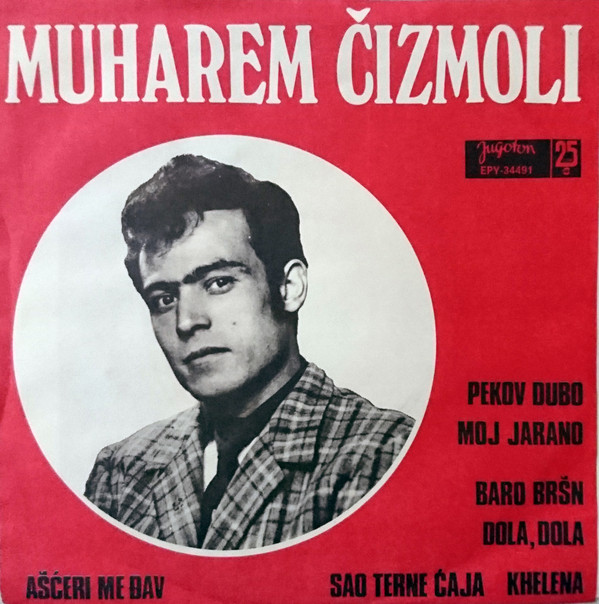 MUHAREM ČIZMOLI
Jugoton
EPY-34491
25
PEKOV DUBO
MOJ JARANO
BARO BRŠN
DOLA, DOLA
AŠĆERI ME ĐAV
SAO TERNE ĆAJA
KHELENA